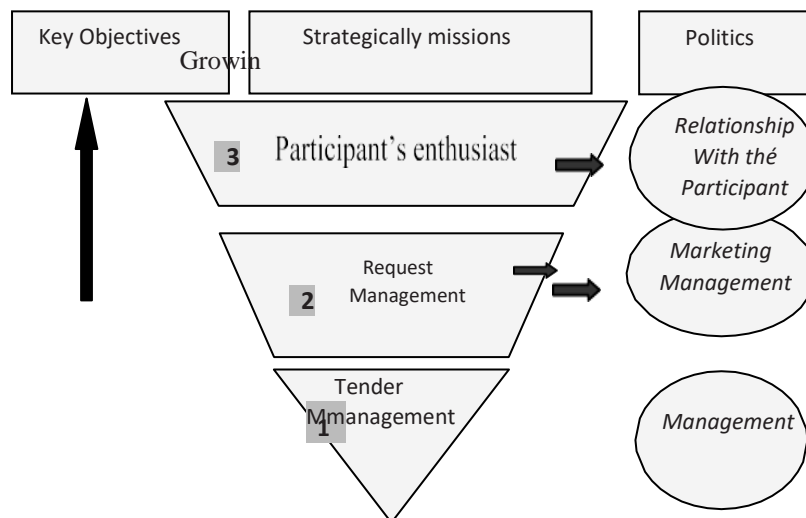 Key Objectives
Strategically missions
Politics
Growin
3
Participant's enthusiast
Relationship
With thé
Participant
2
Request
Management
Marketing
Management
Tender
Mmanagement
1
Management